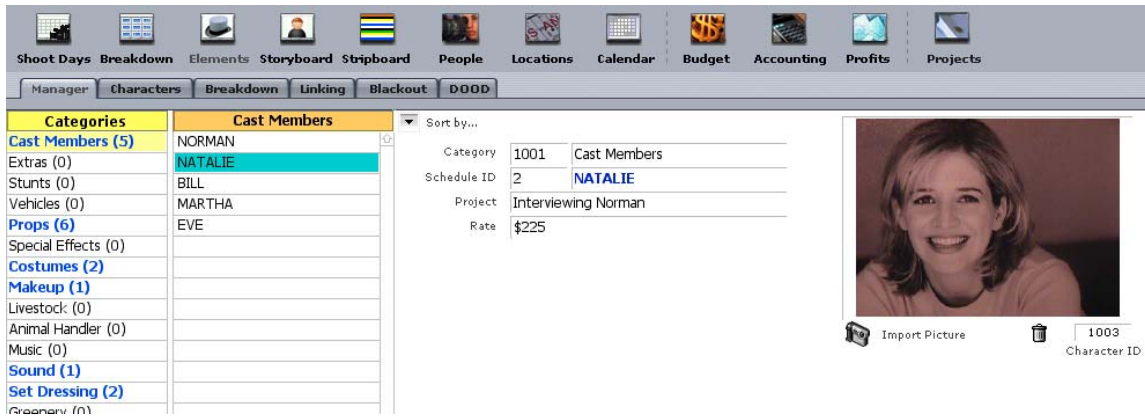 Shoot Days Breakdown Elements Storyboard Stripboard People Locations Calendar Budget Accounting Profits Projects
Manager Characters Breakdown Linking Blackout DOOD
Categories
Cast Members (5)
Extras (0)
Stunts (0)
Vehicles (0)
Props (6)
Special Effects (0)
Costumes (2)
Makeup (1)
Livestock (0)
Animal Handler (0)
Music (0)
Sound (1)
Set Dressing (2)
Greenery (0)
Cast Members
NORMAN
NATALIE
BILL
MARTHA
EVE
Sort by...
Category 1001 Cast Members
Schedule ID 2 NATALIE
Project Interviewing Norman
Rate $225
Import Picture 1003
Character ID